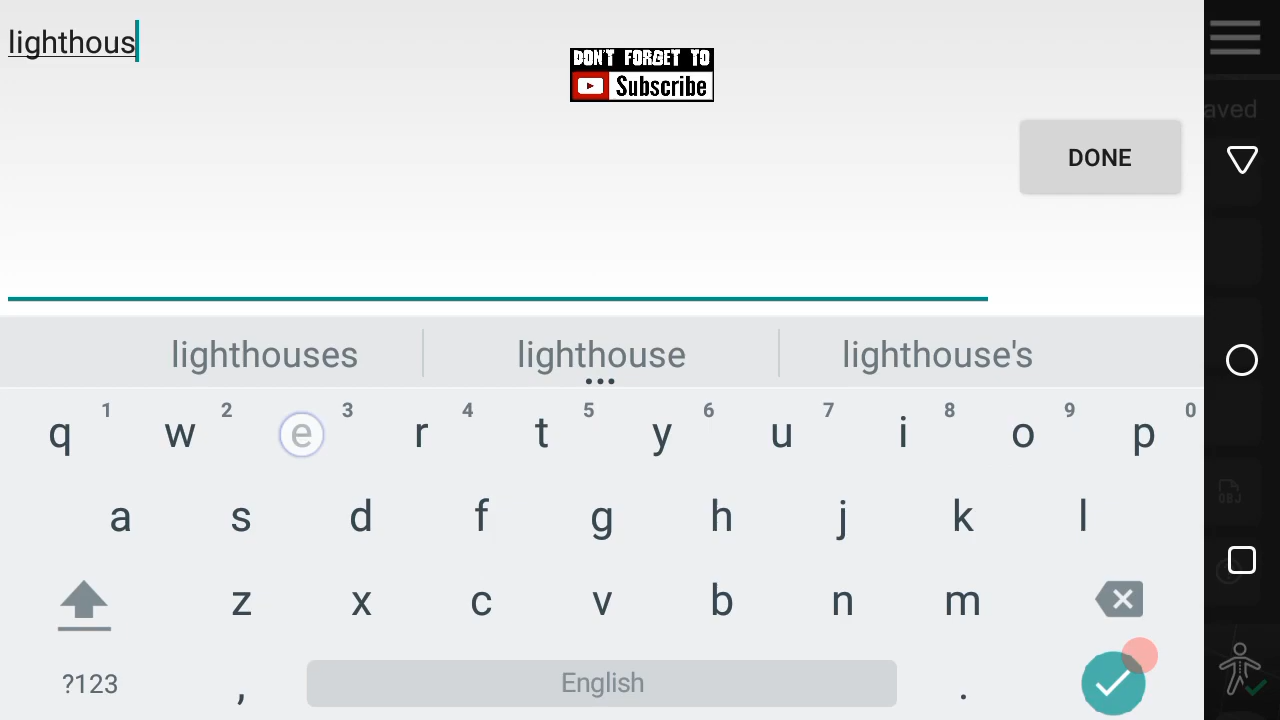 lighthous
DON'T FORGET TO
Subscribe
aved
DONE
lighthouses lighthouse lighthouse's
1 2 3 4 5 6 7 8 9 0
q w e r t y u i o p
a s d f g h j k l
OBJ
z x c v b n m
?123 , English .